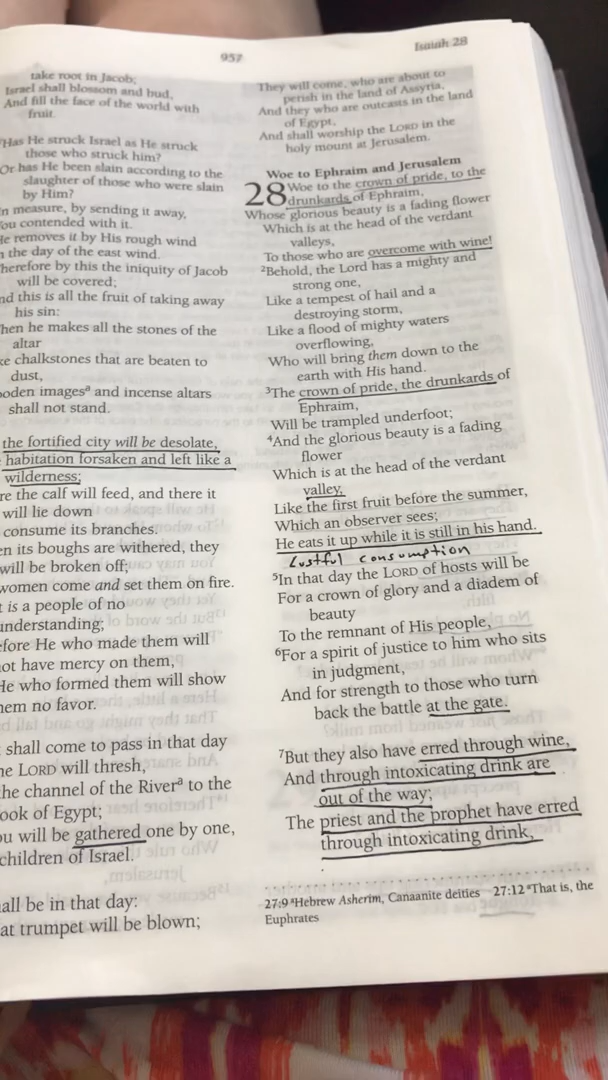 957
Isaiah 28
take root in Jacob;
Israel shall blossom and bud,
And fill the face of the world with
fruit.
Has He struck Israel as He struck
those who struck him?
Or has He been slain according to the
slaughter of those who were slain
by Him?
n measure, by sending it away,
ou contended with it.
He removes it by His rough wind
n the day of the east wind.
herefore by this the iniquity of Jacob
will be covered;
nd this is all the fruit of taking away
his sin:
hen he makes all the stones of the
altar
ke chalkstones that are beaten to
dust,
ooden imagesᵃ and incense altars
shall not stand.
the fortified city will be desolate,
habitation forsaken and left like a
wilderness;
re the calf will feed, and there it
will lie down
consume its branches.
en its boughs are withered, they
will be broken off;
women come and set them on fire.
t is a people of no
understanding;
efore He who made them will
ot have mercy on them,
He who formed them will show
hem no favor.
shall come to pass in that day
he LORD will thresh,
the channel of the Riverᵃ to the
ook of Egypt;
ou will be gathered one by one,
children of Israel.
all be in that day:
at trumpet will be blown;
They will come, who are about to
perish in the land of Assyria,
And they who are outcasts in the land
of Egypt,
And shall worship the LORD in the
holy mount at Jerusalem.
Woe to Ephraim and Jerusalem
28 Woe to the crown of pride, to the
drunkards of Ephraim,
Whose glorious beauty is a fading flower
Which is at the head of the verdant
valleys,
To those who are overcome with wine!
²Behold, the Lord has a mighty and
strong one,
Like a tempest of hail and a
destroying storm,
Like a flood of mighty waters
overflowing,
Who will bring them down to the
earth with His hand.
³The crown of pride, the drunkards of
Ephraim,
Will be trampled underfoot;
⁴And the glorious beauty is a fading
flower
Which is at the head of the verdant
valley,
Like the first fruit before the summer,
Which an observer sees;
He eats it up while it is still in his hand.
Lustful consumption
⁵In that day the LORD of hosts will be
For a crown of glory and a diadem of
beauty
To the remnant of His people,
⁶For a spirit of justice to him who sits
in judgment,
And for strength to those who turn
back the battle at the gate.
⁷But they also have erred through wine,
And through intoxicating drink are
out of the way;
The priest and the prophet have erred
through intoxicating drink,
27:9 ᵃHebrew Asherim, Canaanite deities 27:12 ᵃThat is, the
Euphrates